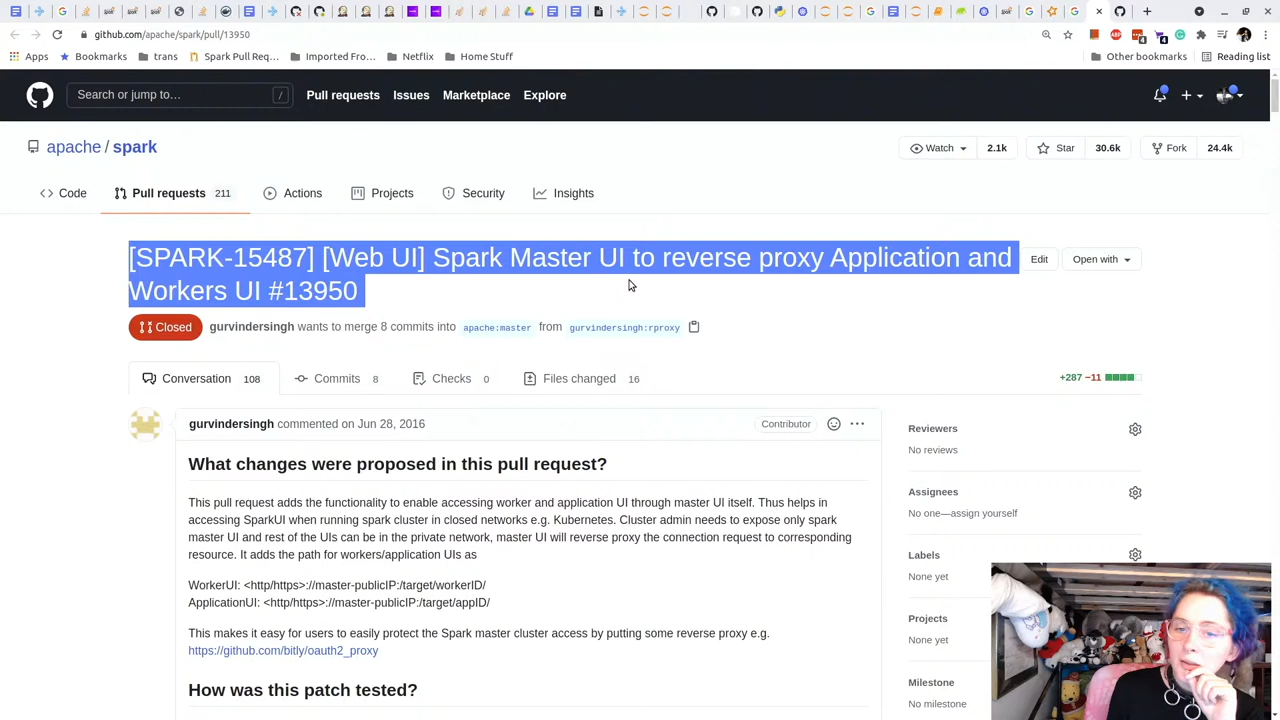 github.com/apache/spark/pull/13950
4
4
Apps
Bookmarks
trans
Spark Pull Req...
Imported Fro...
Netflix
Home Stuff
Other bookmarks
Reading list
Search or jump to...
/
Pull requests
Issues
Marketplace
Explore
apache / spark
Watch
2.1k
Star
30.6k
Fork
24.4k
Code
Pull requests 211
Actions
Projects
Security
Insights
[SPARK-15487] [Web UI] Spark Master UI to reverse proxy Application and
Workers UI #13950
Edit
Open with
Closed
gurvindersingh wants to merge 8 commits into apache:master from gurvindersingh:rproxy
Conversation 108
Commits 8
Checks 0
Files changed 16
+287 −11
gurvindersingh commented on Jun 28, 2016
Contributor
What changes were proposed in this pull request?
This pull request adds the functionality to enable accessing worker and application UI through master UI itself. Thus helps in
accessing SparkUI when running spark cluster in closed networks e.g. Kubernetes. Cluster admin needs to expose only spark
master UI and rest of the UIs can be in the private network, master UI will reverse proxy the connection request to corresponding
resource. It adds the path for workers/application UIs as
WorkerUI: <http/https>://master-publicIP:/target/workerID/
ApplicationUI: <http/https>://master-publicIP:/target/appID/
This makes it easy for users to easily protect the Spark master cluster access by putting some reverse proxy e.g.
https://github.com/bitly/oauth2_proxy
How was this patch tested?
Reviewers
No reviews
Assignees
No one—assign yourself
Labels
None yet
Projects
None yet
Milestone
No milestone